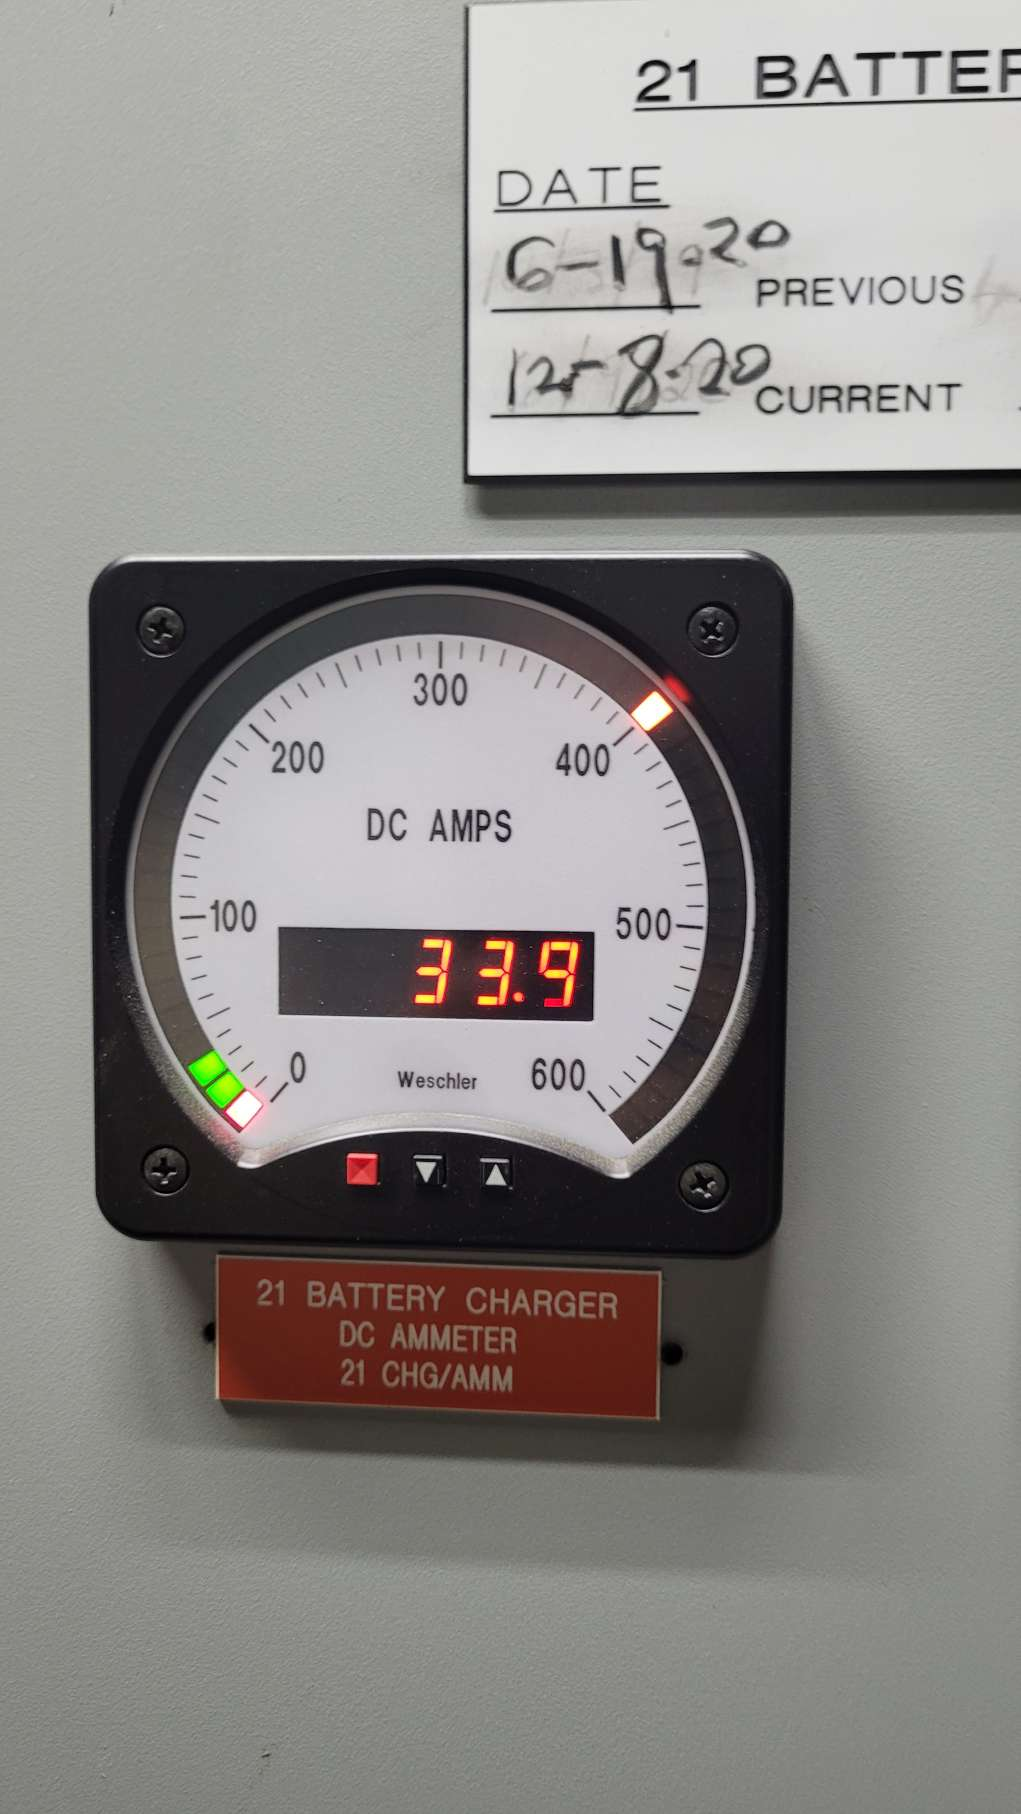 21 BATTER
DATE
6-19-20 PREVIOUS
12-8-20 CURRENT
300
200
400
DC AMPS
100
500
33.9
0
Weschler
600
21 BATTERY CHARGER
DC AMMETER
21 CHG/AMM